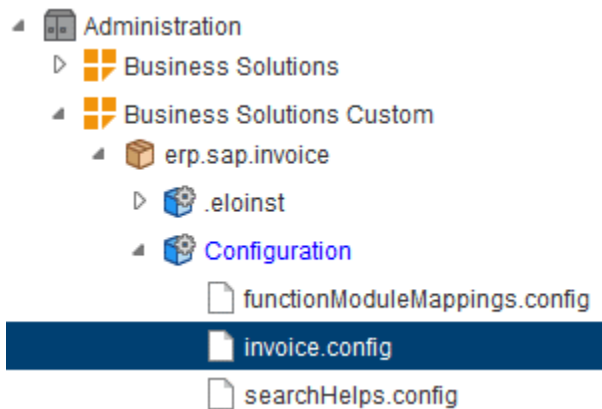 Administration
Business Solutions
Business Solutions Custom
erp.sap.invoice
.eloinst
Configuration
functionModuleMappings.config
invoice.config
searchHelps.config